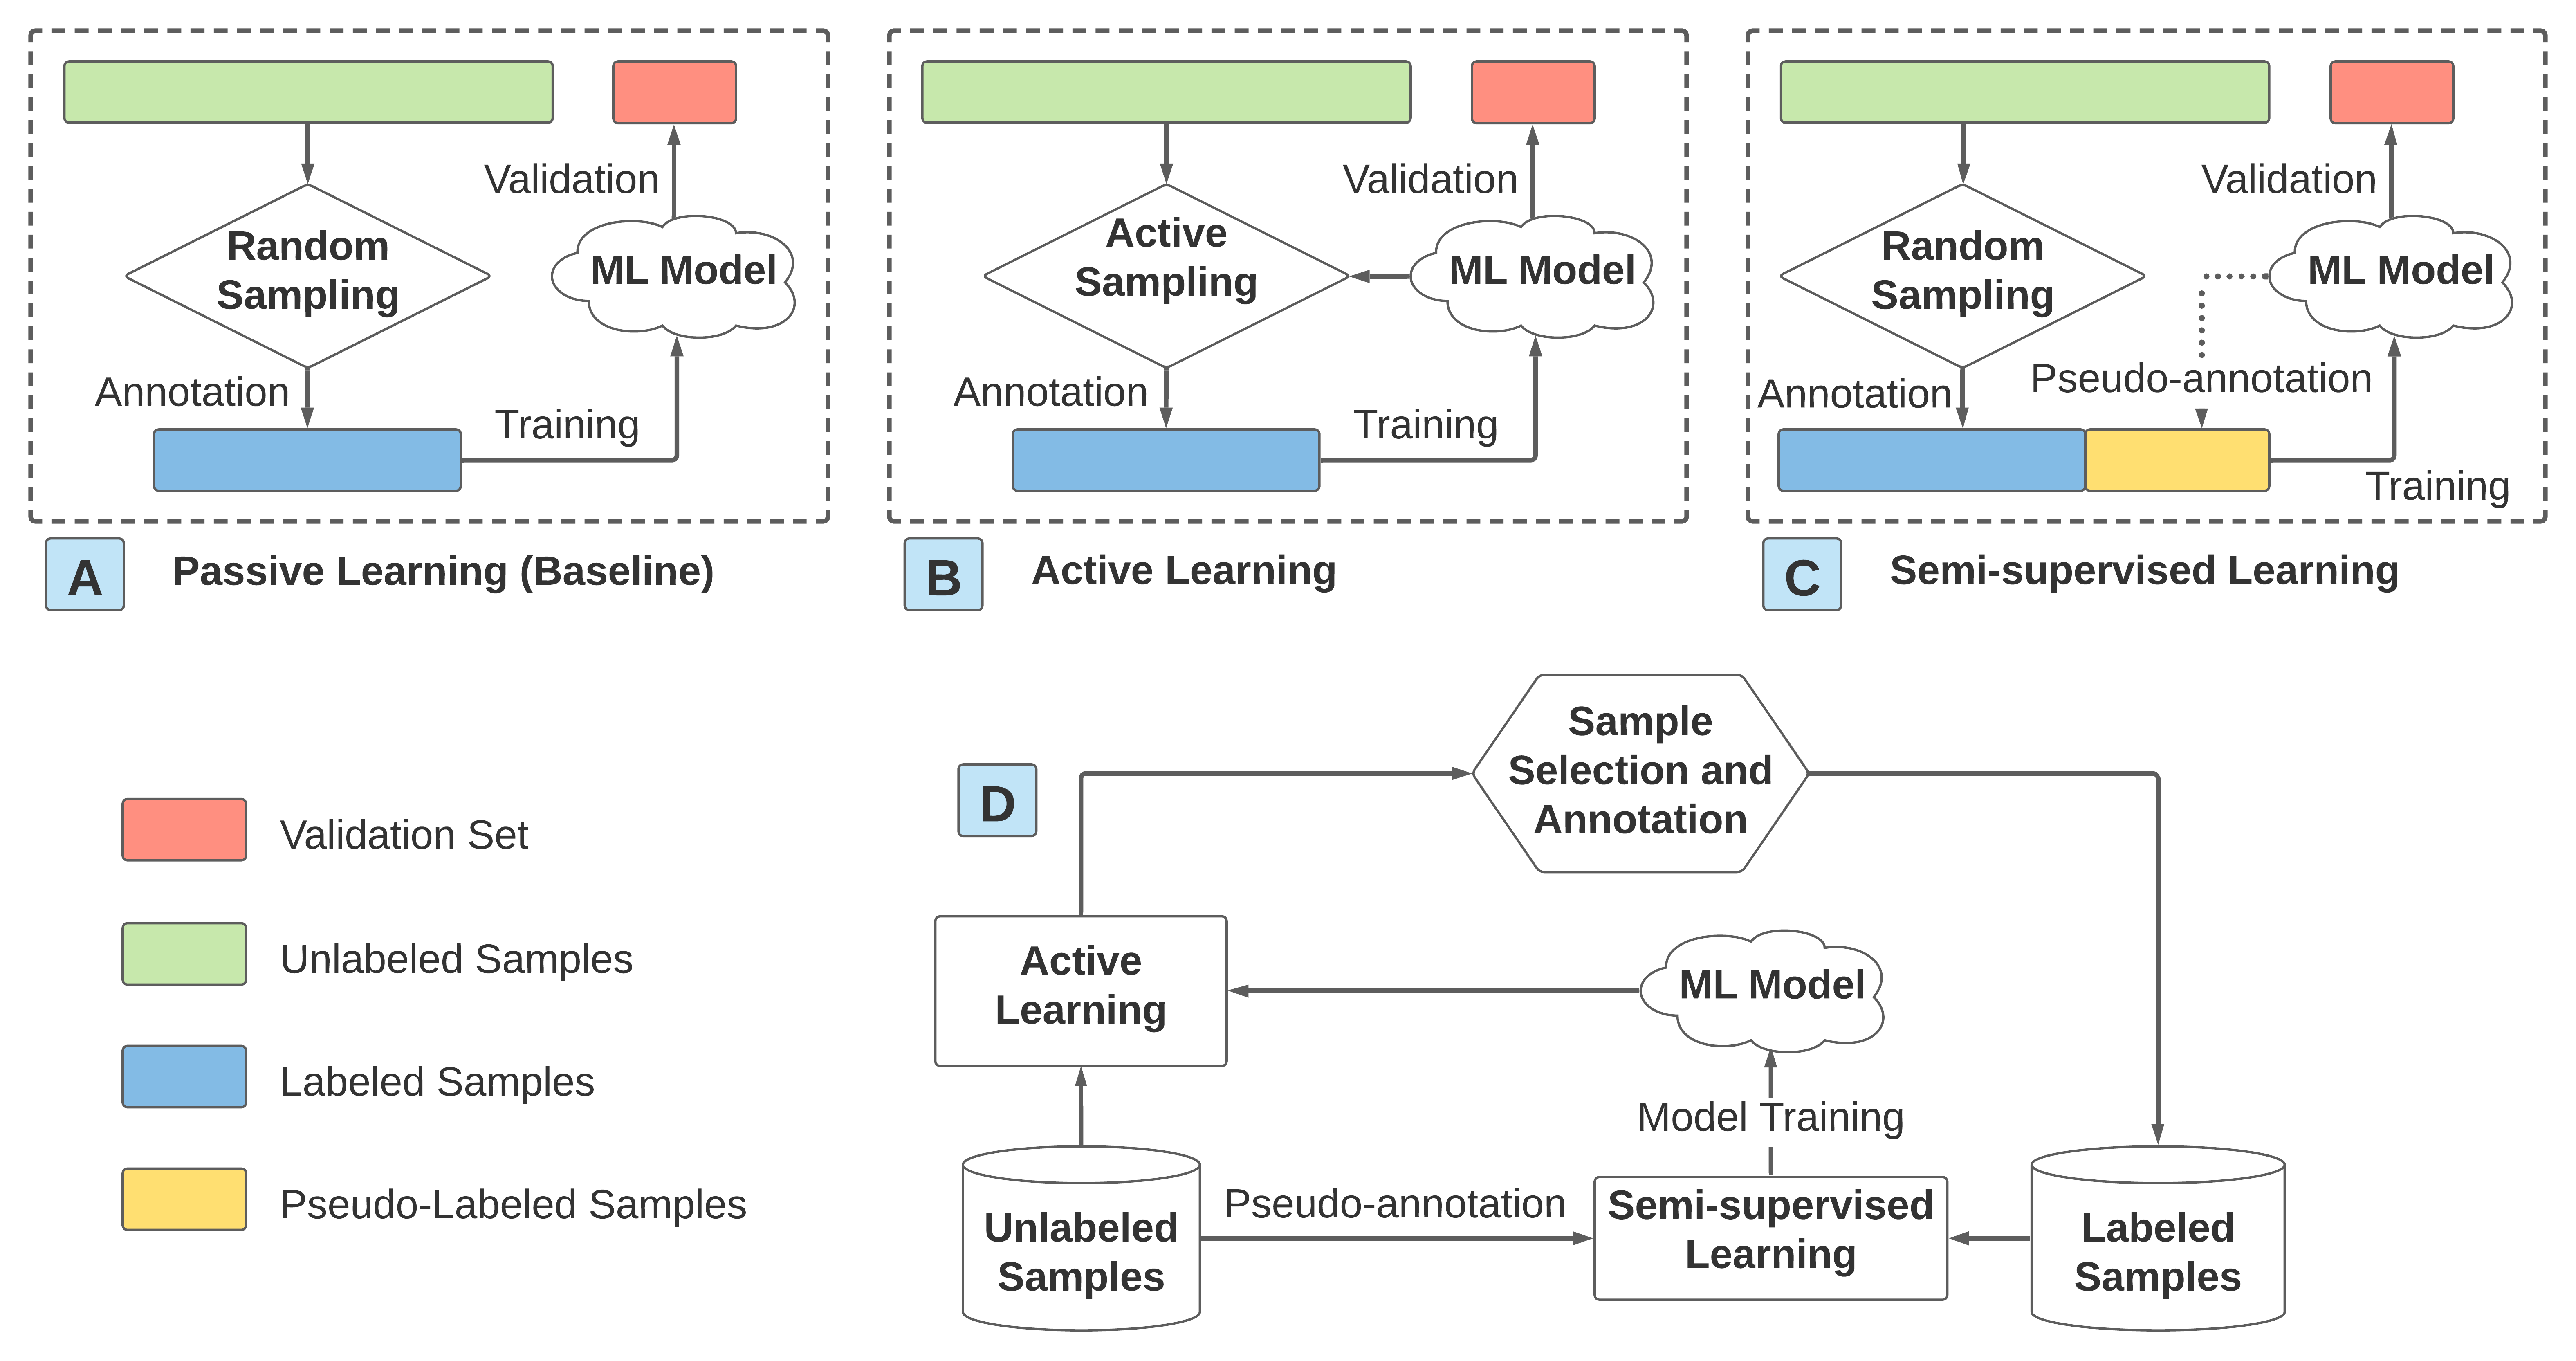 Validation
Random
Sampling
ML Model
Annotation
Training
A
Passive Learning (Baseline)
Validation
Active
Sampling
ML Model
Annotation
Training
B
Active Learning
Validation
Random
Sampling
ML Model
Pseudo-annotation
Annotation
Training
C
Semi-supervised Learning
Validation Set
Unlabeled Samples
Labeled Samples
Pseudo-Labeled Samples
D
Sample
Selection and
Annotation
Active
Learning
ML Model
Model Training
Unlabeled
Samples
Pseudo-annotation
Semi-supervised
Learning
Labeled
Samples